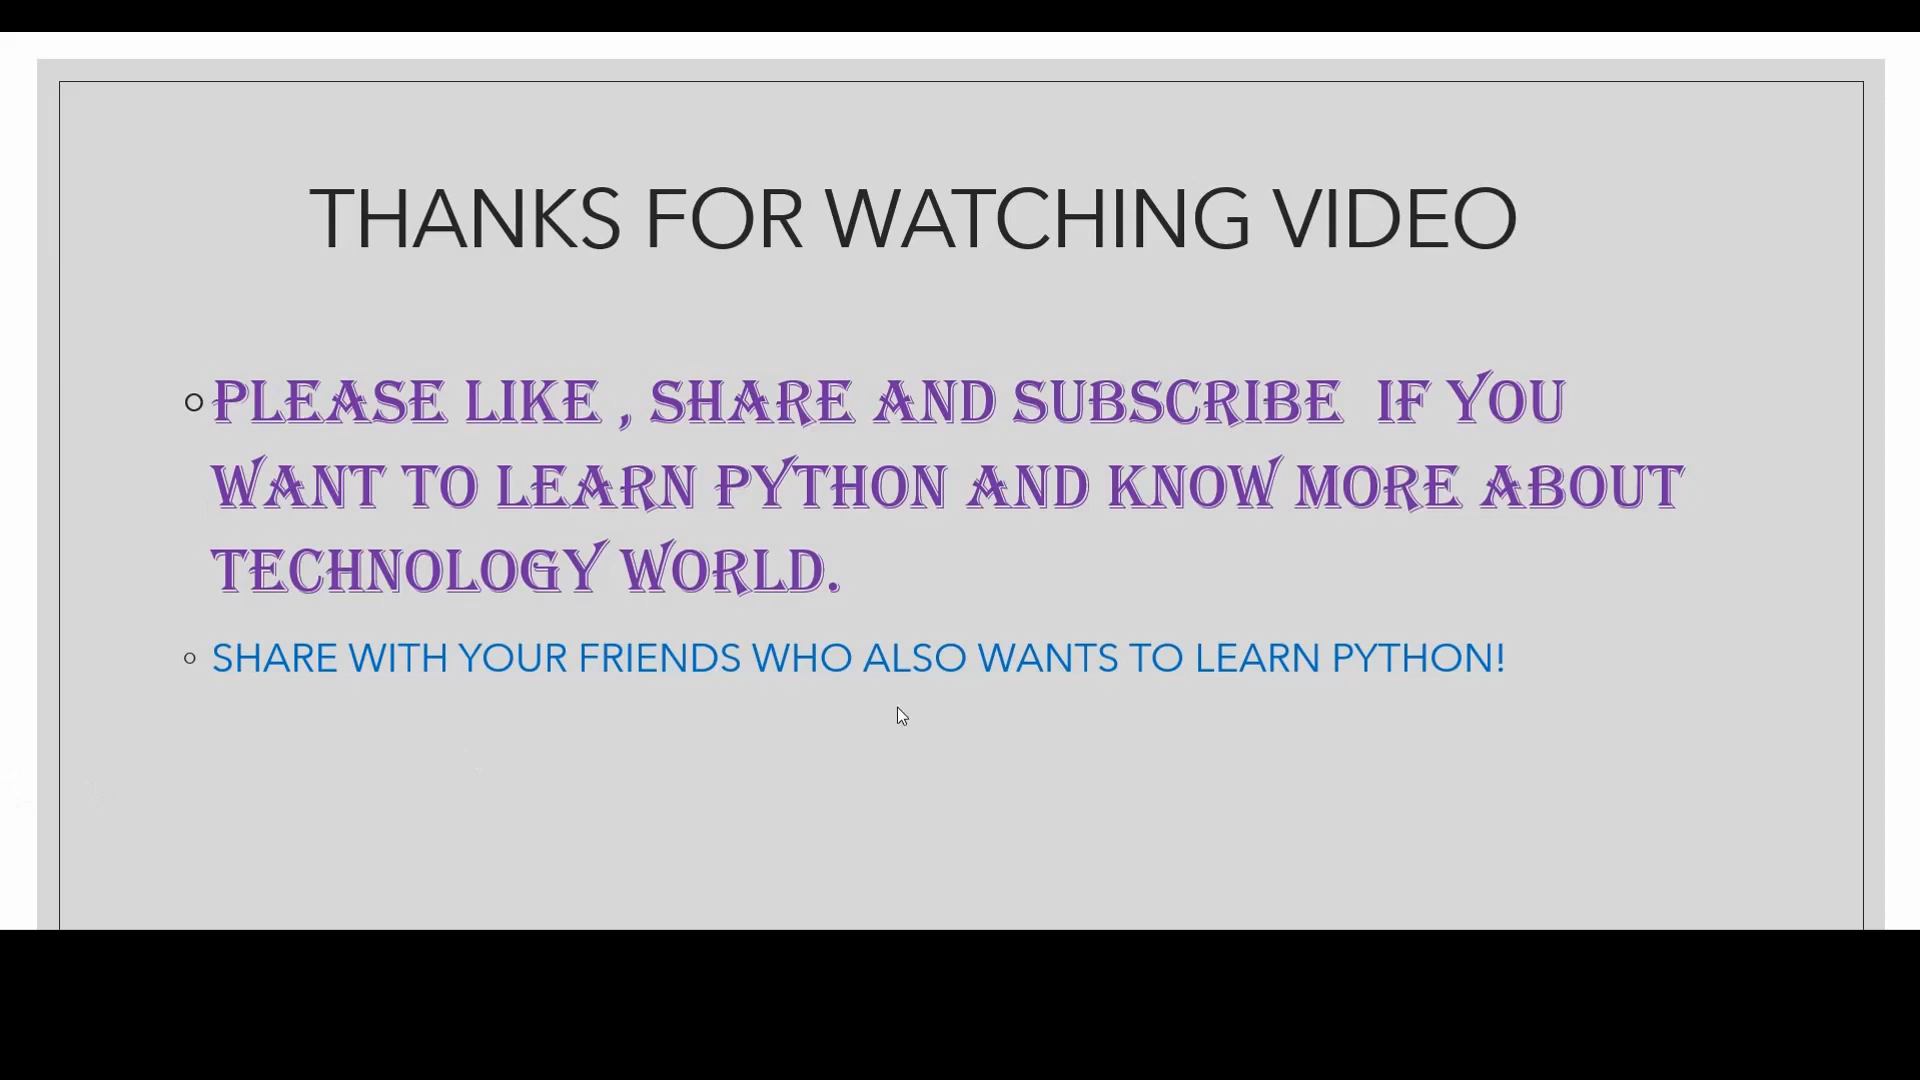 THANKS FOR WATCHING VIDEO
PLEASE LIKE , SHARE AND SUBSCRIBE  IF YOU
WANT TO LEARN PYTHON AND KNOW MORE ABOUT
TECHNOLOGY WORLD.
SHARE WITH YOUR FRIENDS WHO ALSO WANTS TO LEARN PYTHON!